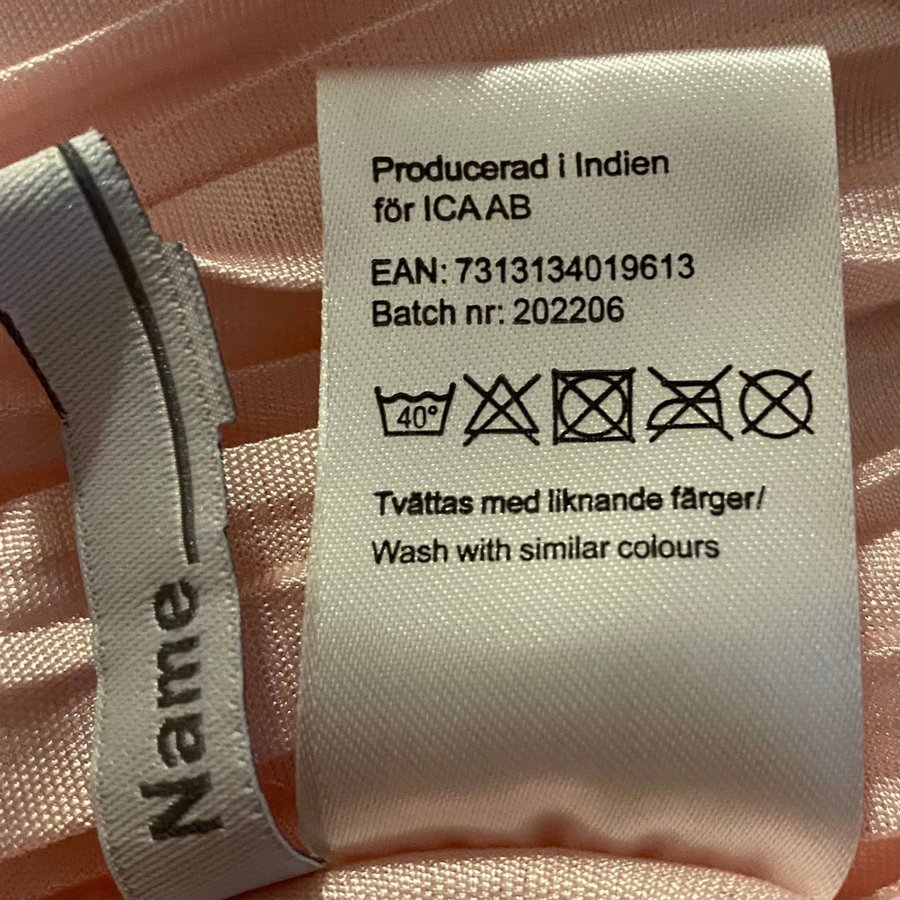 Producerad i Indien
för ICA AB
EAN: 7313134019613
Batch nr: 202206
40°
Tvättas med liknande färger/
Wash with similar colours
Name